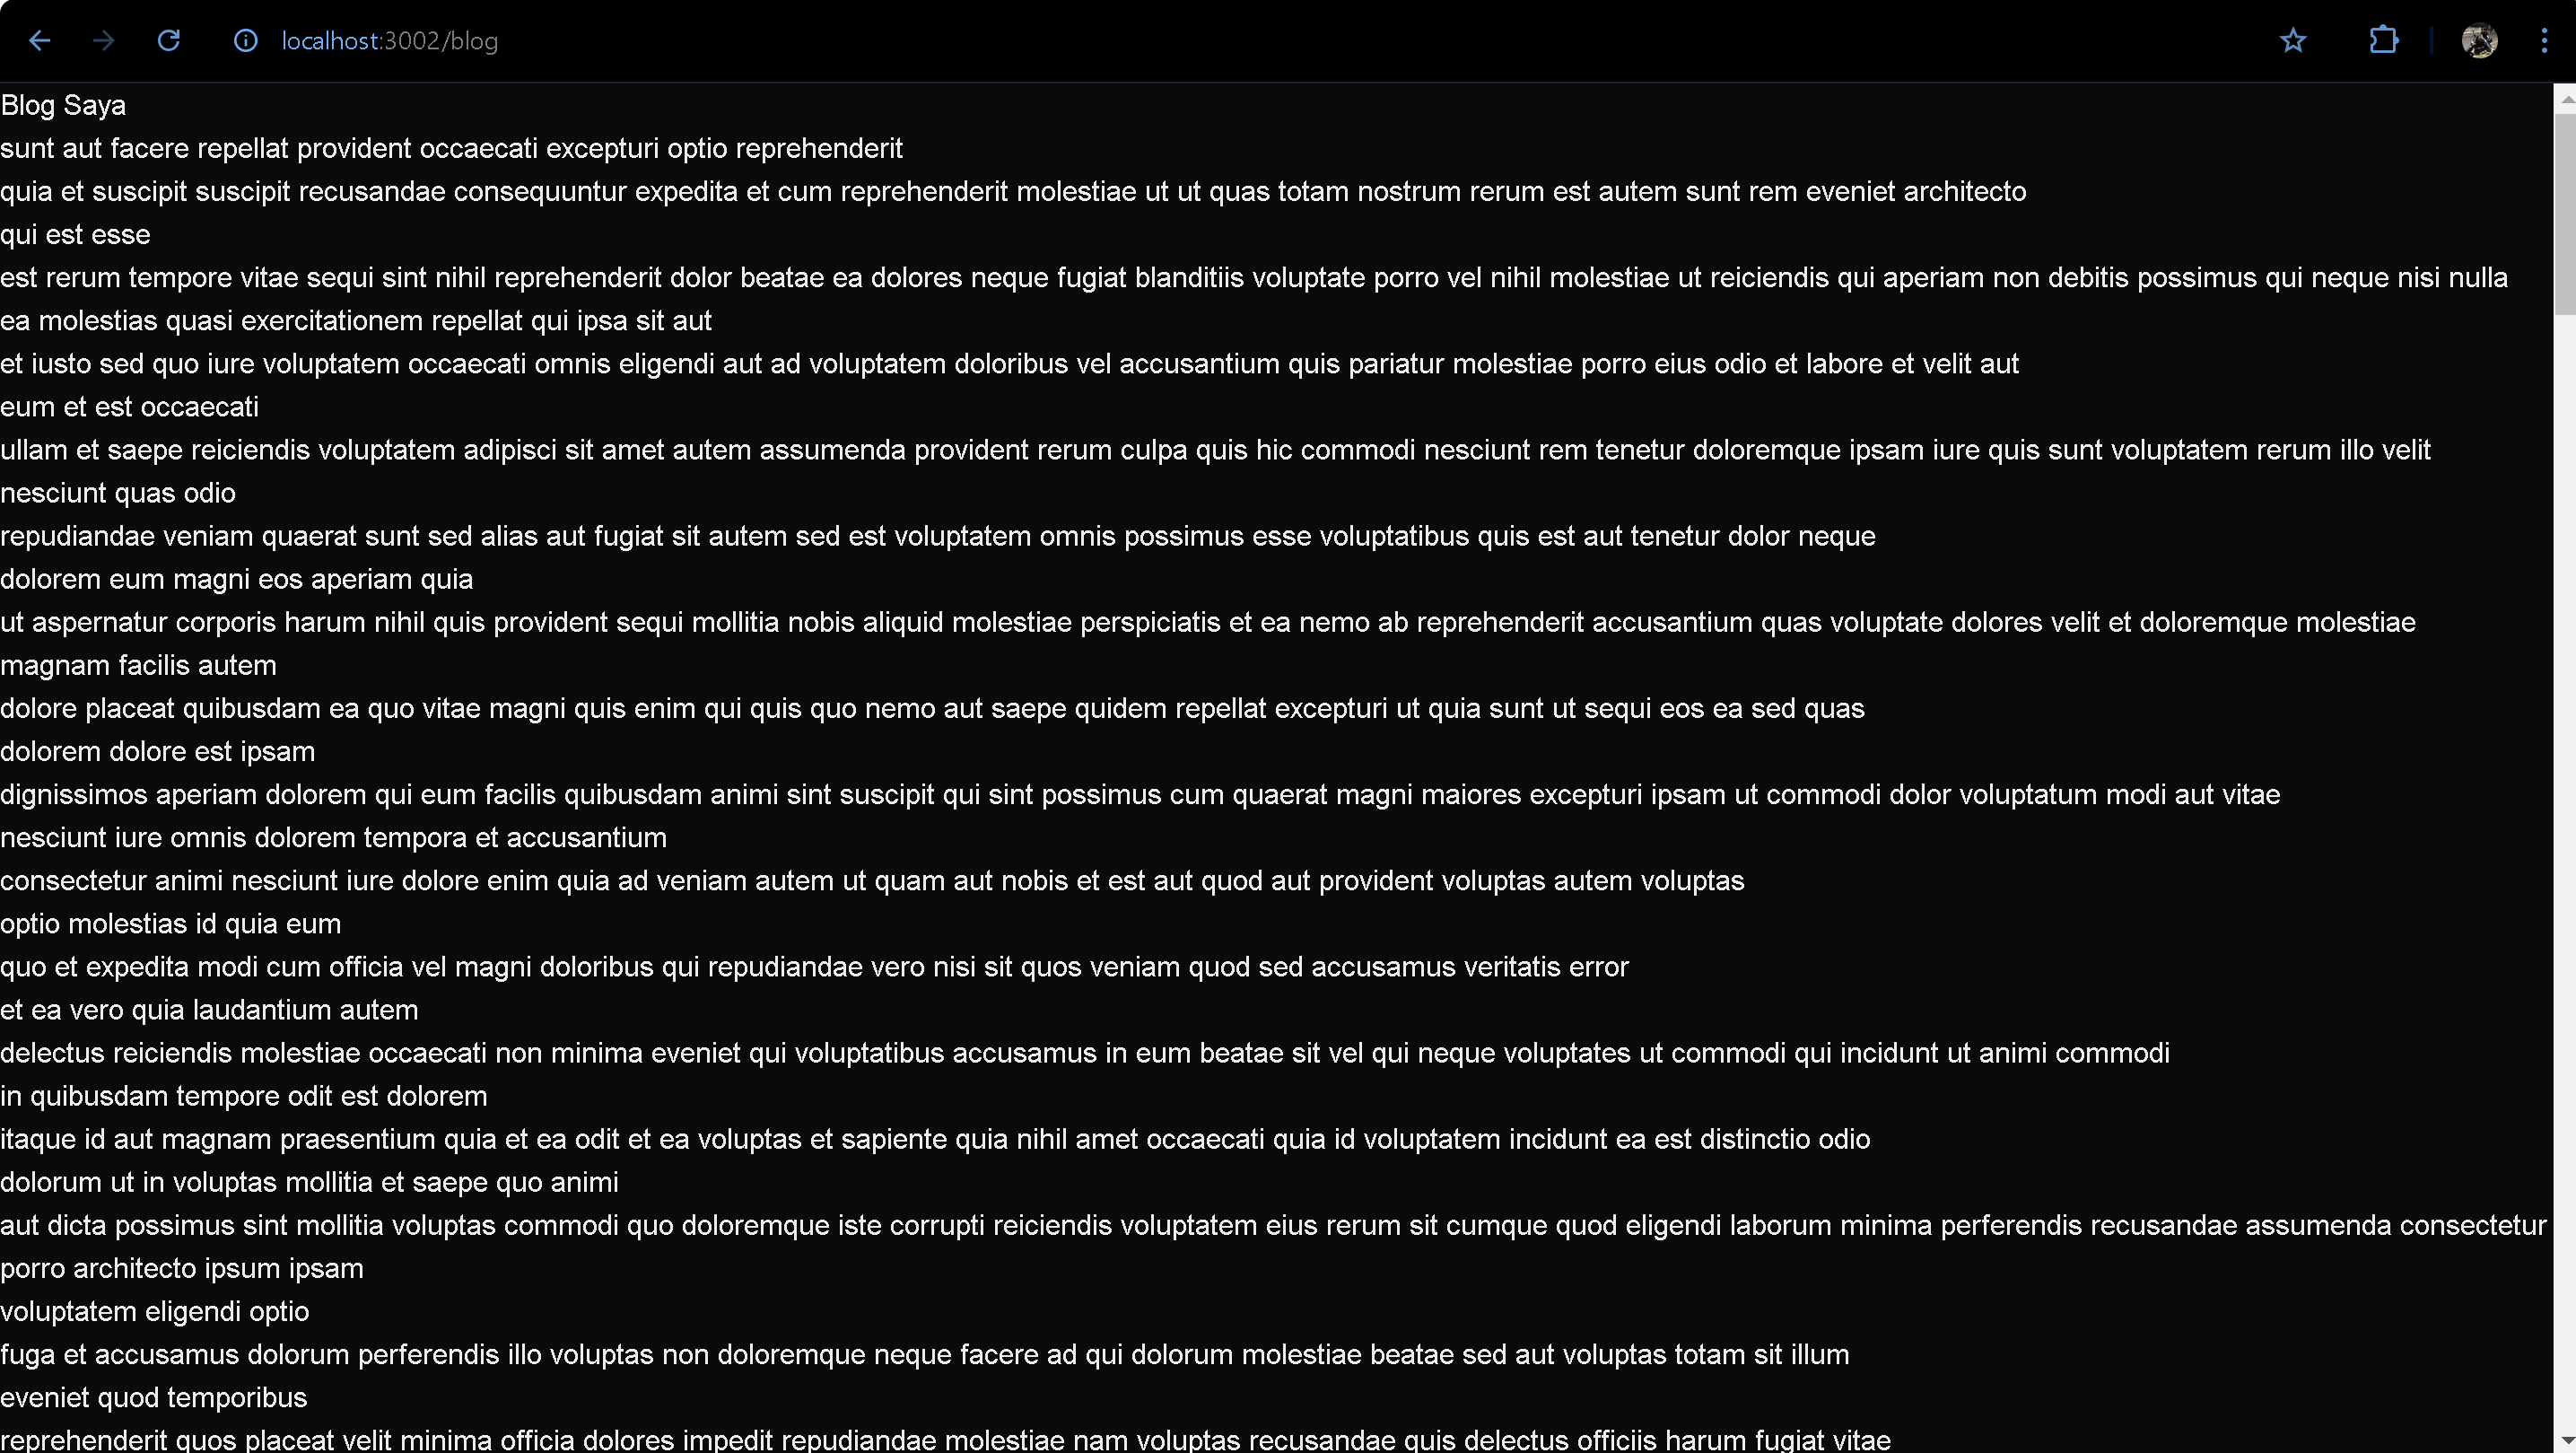 localhost:3002/blog
Blog Saya
sunt aut facere repellat provident occaecati excepturi optio reprehenderit
quia et suscipit suscipit recusandae consequuntur expedita et cum reprehenderit molestiae ut ut quas totam nostrum rerum est autem sunt rem eveniet architecto
qui est esse
est rerum tempore vitae sequi sint nihil reprehenderit dolor beatae ea dolores neque fugiat blanditiis voluptate porro vel nihil molestiae ut reiciendis qui aperiam non debitis possimus qui neque nisi nulla
ea molestias quasi exercitationem repellat qui ipsa sit aut
et iusto sed quo iure voluptatem occaecati omnis eligendi aut ad voluptatem doloribus vel accusantium quis pariatur molestiae porro eius odio et labore et velit aut
eum et est occaecati
ullam et saepe reiciendis voluptatem adipisci sit amet autem assumenda provident rerum culpa quis hic commodi nesciunt rem tenetur doloremque ipsam iure quis sunt voluptatem rerum illo velit
nesciunt quas odio
repudiandae veniam quaerat sunt sed alias aut fugiat sit autem sed est voluptatem omnis possimus esse voluptatibus quis est aut tenetur dolor neque
dolorem eum magni eos aperiam quia
ut aspernatur corporis harum nihil quis provident sequi mollitia nobis aliquid molestiae perspiciatis et ea nemo ab reprehenderit accusantium quas voluptate dolores velit et doloremque molestiae
magnam facilis autem
dolore placeat quibusdam ea quo vitae magni quis enim qui quis quo nemo aut saepe quidem repellat excepturi ut quia sunt ut sequi eos ea sed quas
dolorem dolore est ipsam
dignissimos aperiam dolorem qui eum facilis quibusdam animi sint suscipit qui sint possimus cum quaerat magni maiores excepturi ipsam ut commodi dolor voluptatum modi aut vitae
nesciunt iure omnis dolorem tempora et accusantium
consectetur animi nesciunt iure dolore enim quia ad veniam autem ut quam aut nobis et est aut quod aut provident voluptas autem voluptas
optio molestias id quia eum
quo et expedita modi cum officia vel magni doloribus qui repudiandae vero nisi sit quos veniam quod sed accusamus veritatis error
et ea vero quia laudantium autem
delectus reiciendis molestiae occaecati non minima eveniet qui voluptatibus accusamus in eum beatae sit vel qui neque voluptates ut commodi qui incidunt ut animi commodi
in quibusdam tempore odit est dolorem
itaque id aut magnam praesentium quia et ea odit et ea voluptas et sapiente quia nihil amet occaecati quia id voluptatem incidunt ea est distinctio odio
dolorum ut in voluptas mollitia et saepe quo animi
aut dicta possimus sint mollitia voluptas commodi quo doloremque iste corrupti reiciendis voluptatem eius rerum sit cumque quod eligendi laborum minima perferendis recusandae assumenda consectetur
porro architecto ipsum ipsam
voluptatem eligendi optio
fuga et accusamus dolorum perferendis illo voluptas non doloremque neque facere ad qui dolorum molestiae beatae sed aut voluptas totam sit illum
eveniet quod temporibus
reprehenderit quos placeat velit minima officia dolores impedit repudiandae molestiae nam voluptas recusandae quis delectus officiis harum fugiat vitae